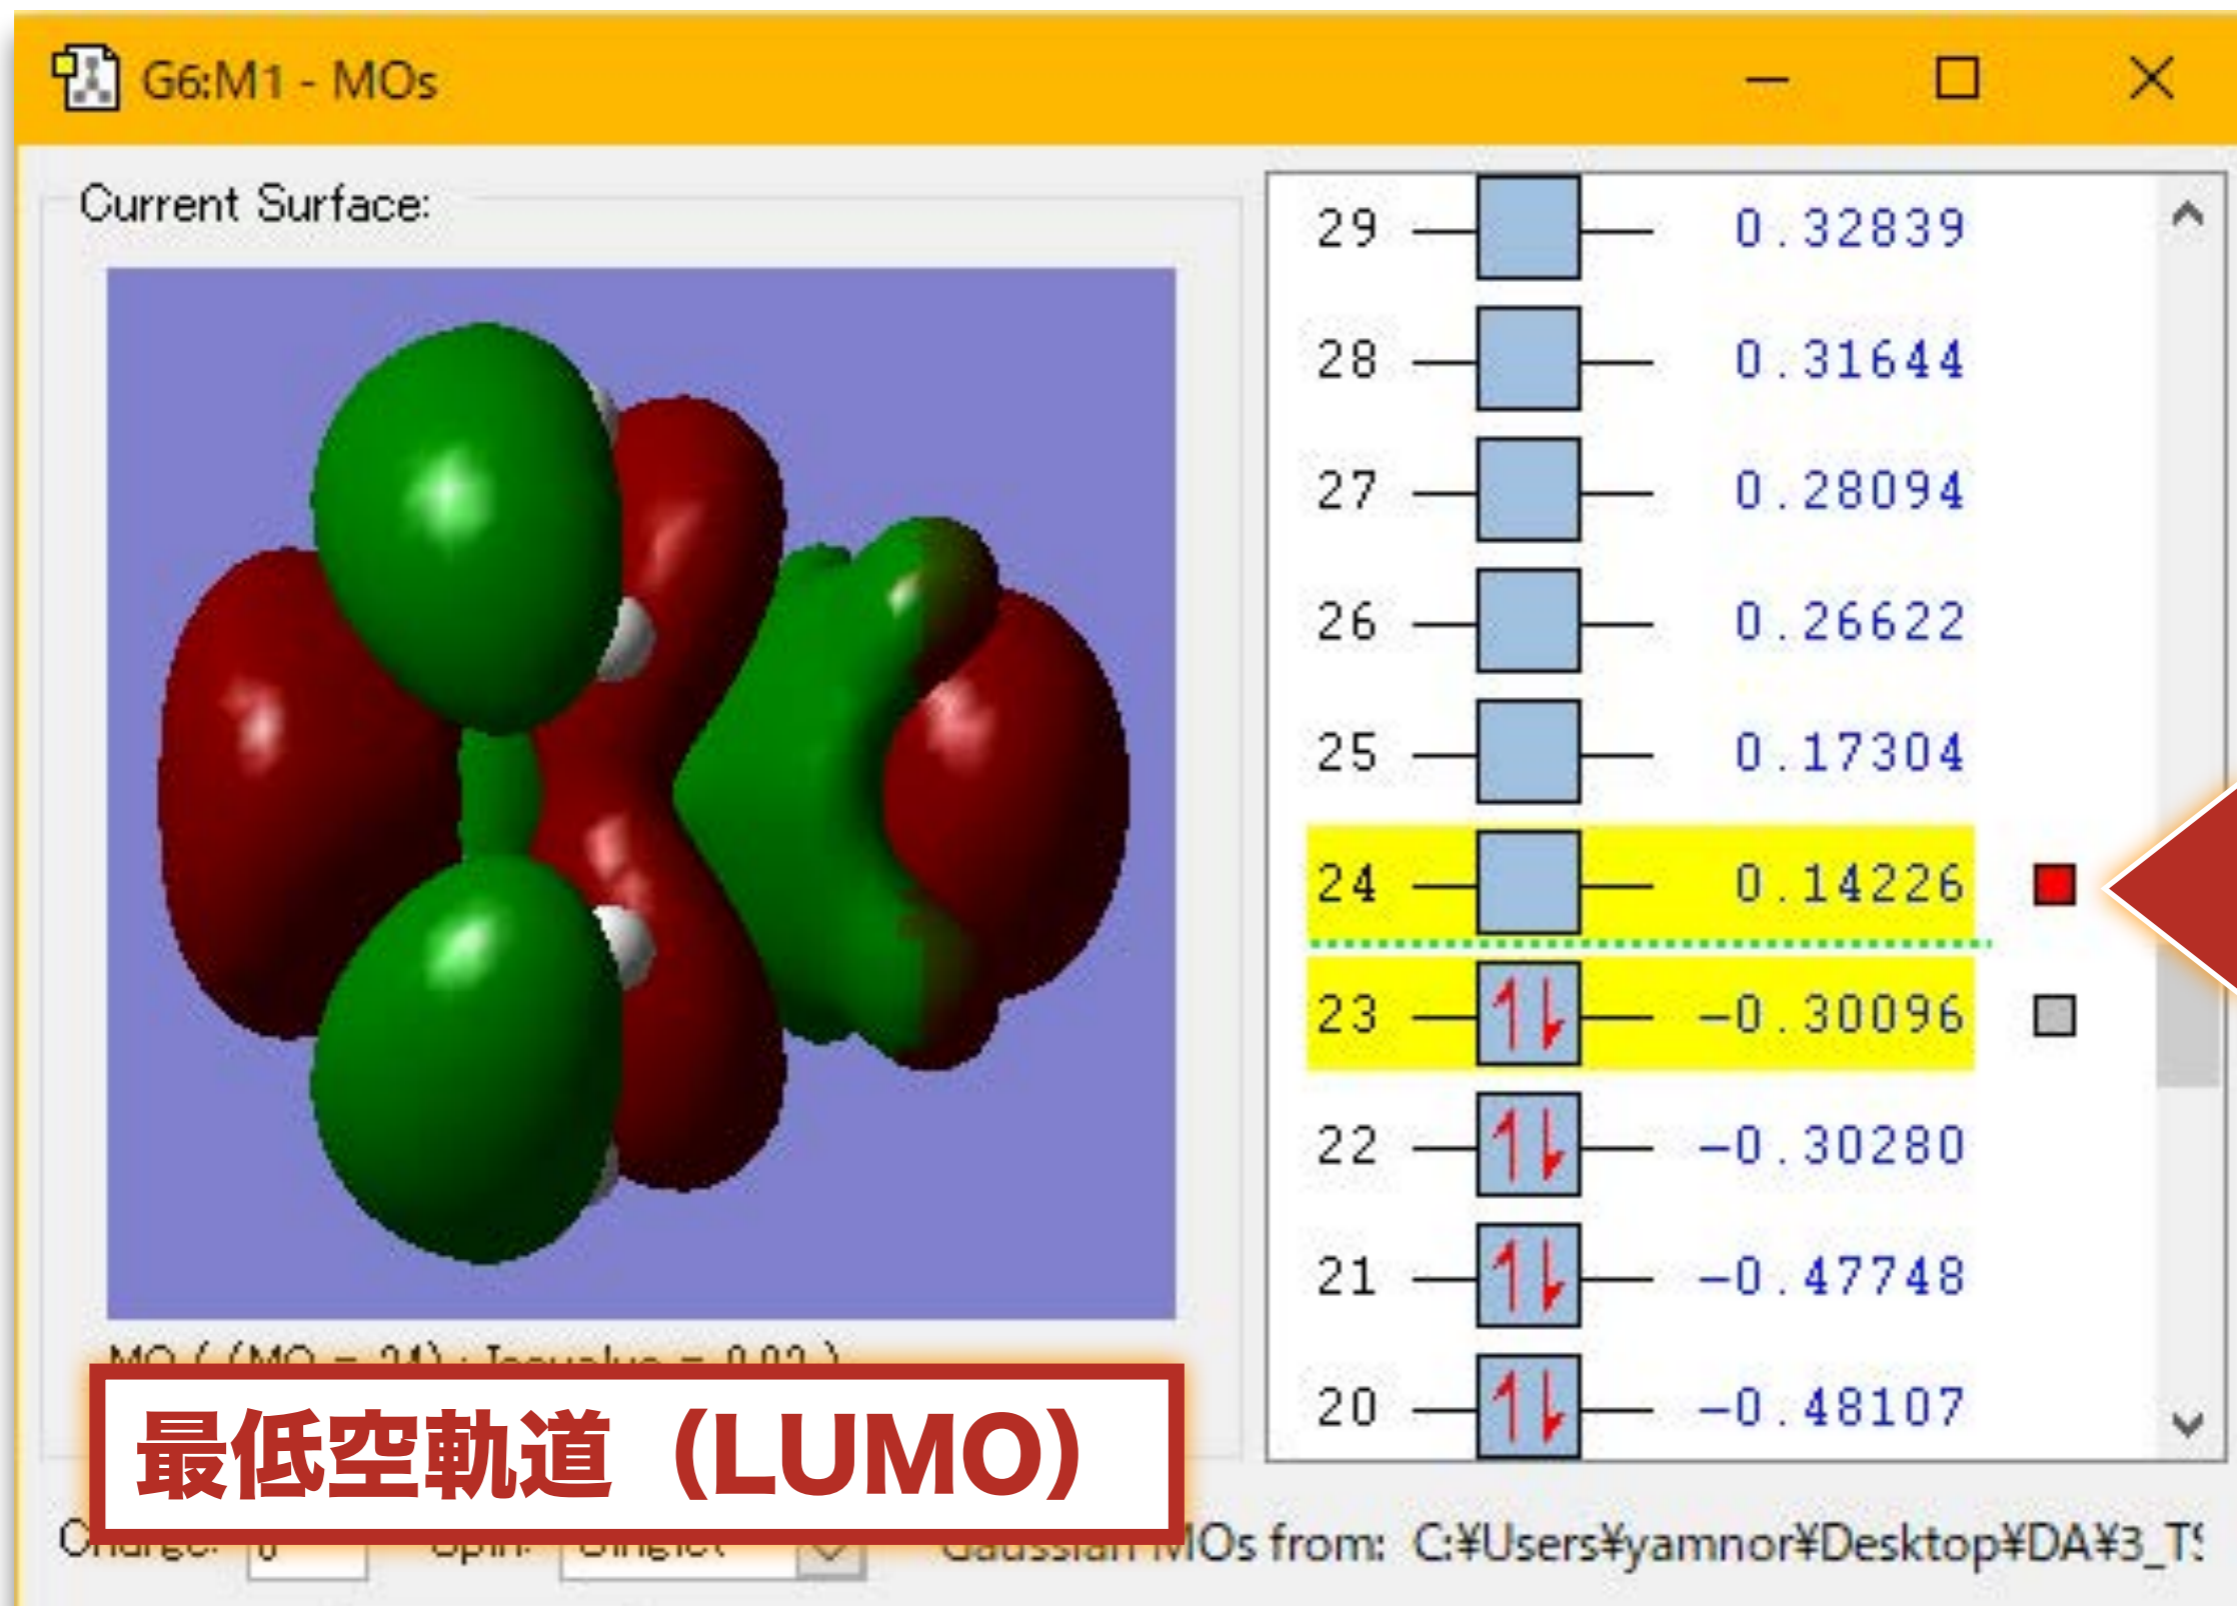 G6:M1 - MOs
Current Surface:
29 0.32839
28 0.31644
27 0.28094
26 0.26622
25 0.17304
24 0.14226
23 -0.30096
22 -0.30280
21 -0.47748
20 -0.48107
最低空軌道（LUMO）
Gaussian MOs from: C:¥Users¥yamnor¥Desktop¥DA¥3_TS